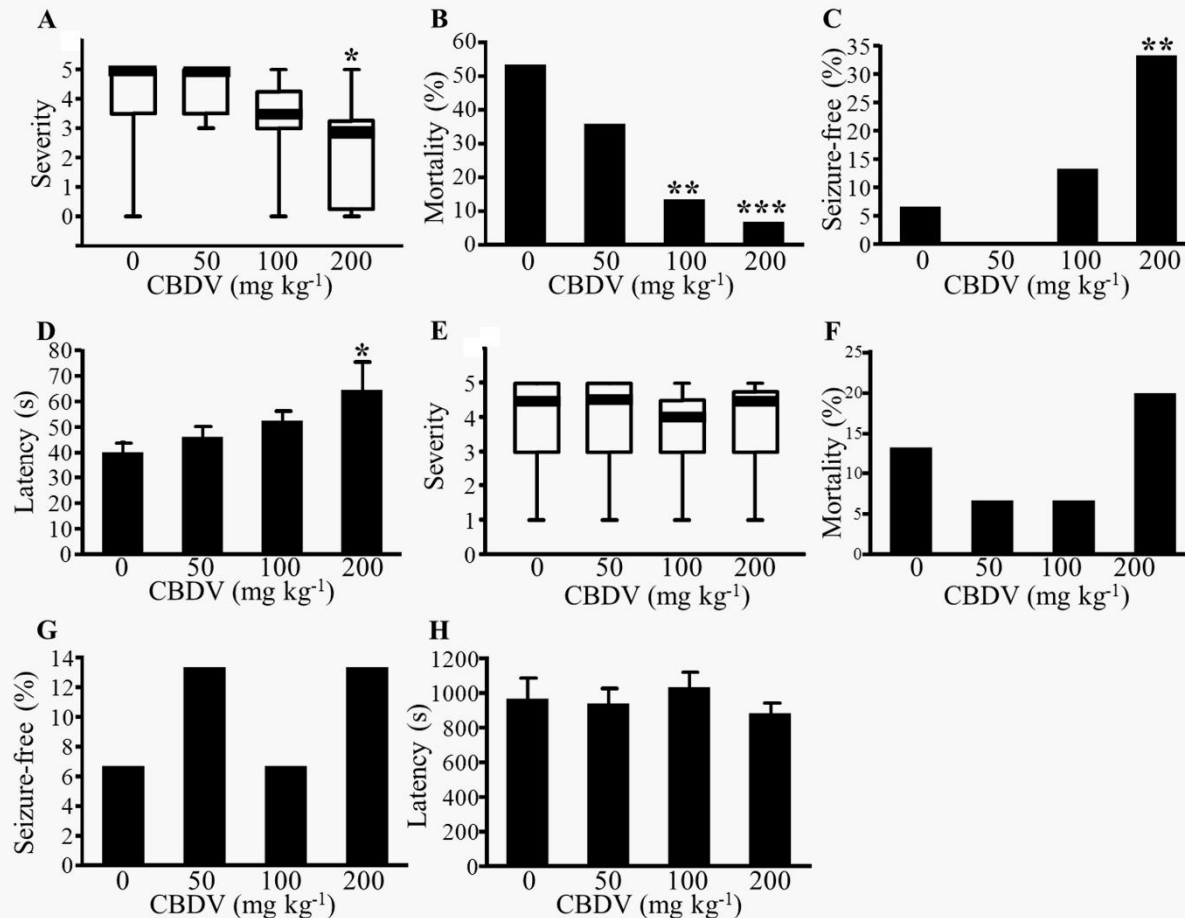 A
Severity
5
4
3
2
1
0
*
0 50 100 200
CBDV (mg kg-1)
B
Mortality (%)
60
50
40
30
20
10
0
**
***
0 50 100 200
CBDV (mg kg-1)
C
Seizure-free (%)
35
30
25
20
15
10
5
0
**
0 50 100 200
CBDV (mg kg-1)
D
Latency (s)
80
70
60
50
40
30
20
10
0
*
0 50 100 200
CBDV (mg kg-1)
E
Severity
5
4
3
2
1
0
0 50 100 200
CBDV (mg kg-1)
F
Mortality (%)
25
20
15
10
5
0
0 50 100 200
CBDV (mg kg-1)
G
Seizure-free (%)
14
12
10
8
6
4
2
0
0 50 100 200
CBDV (mg kg-1)
H
Latency (s)
1200
1000
800
600
400
200
0
0 50 100 200
CBDV (mg kg-1)